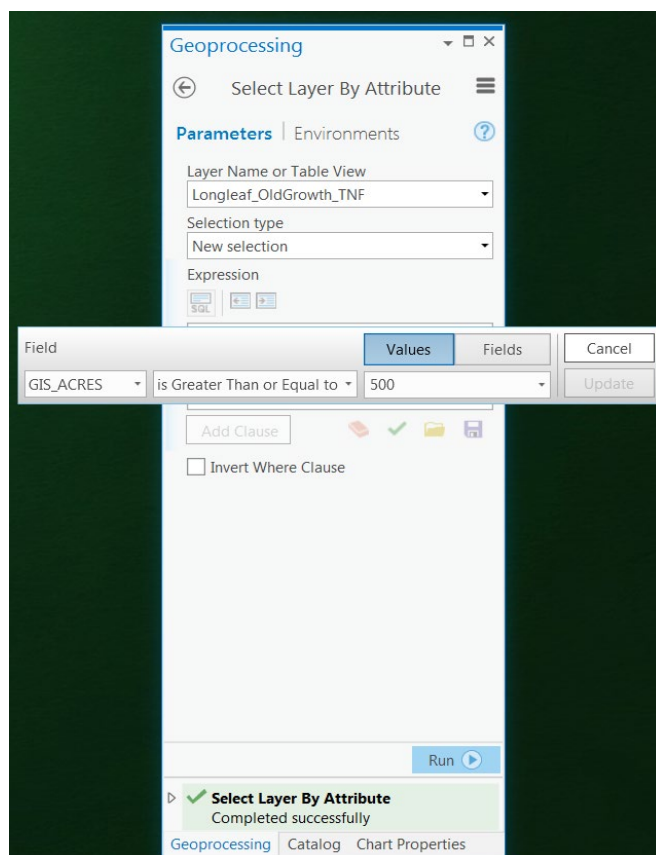 Geoprocessing
Select Layer By Attribute
Parameters | Environments
Layer Name or Table View
Longleaf_OldGrowth_TNF
Selection type
New selection
Expression
SQL
Field Values Fields Cancel
GIS_ACRES is Greater Than or Equal to 500 Update
Add Clause
Invert Where Clause
Run
Select Layer By Attribute
Completed successfully
Geoprocessing Catalog Chart Properties